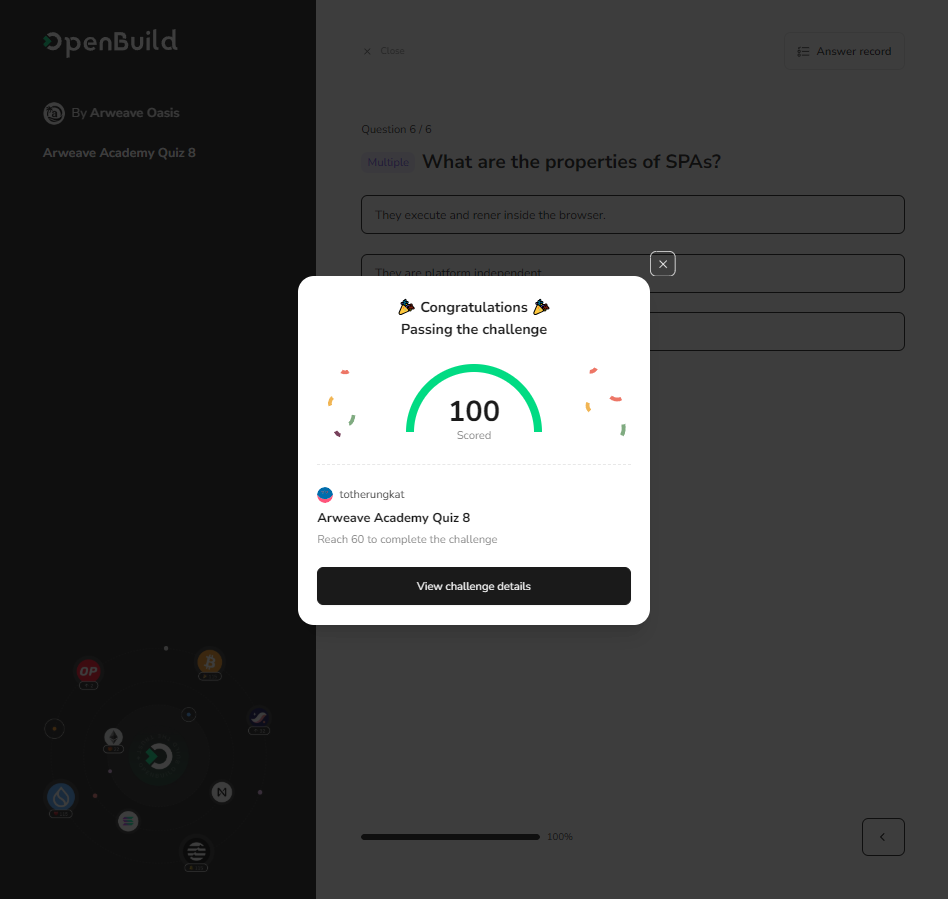 OpenBuild
By Arweave Oasis
Arweave Academy Quiz 8
Close
Answer record
Question 6 / 6
Multiple What are the properties of SPAs?
They execute and rener inside the browser.
They are platform independent
Congratulations
Passing the challenge
100
Scored
totherungkat
Arweave Academy Quiz 8
Reach 60 to complete the challenge
View challenge details
OP
100%